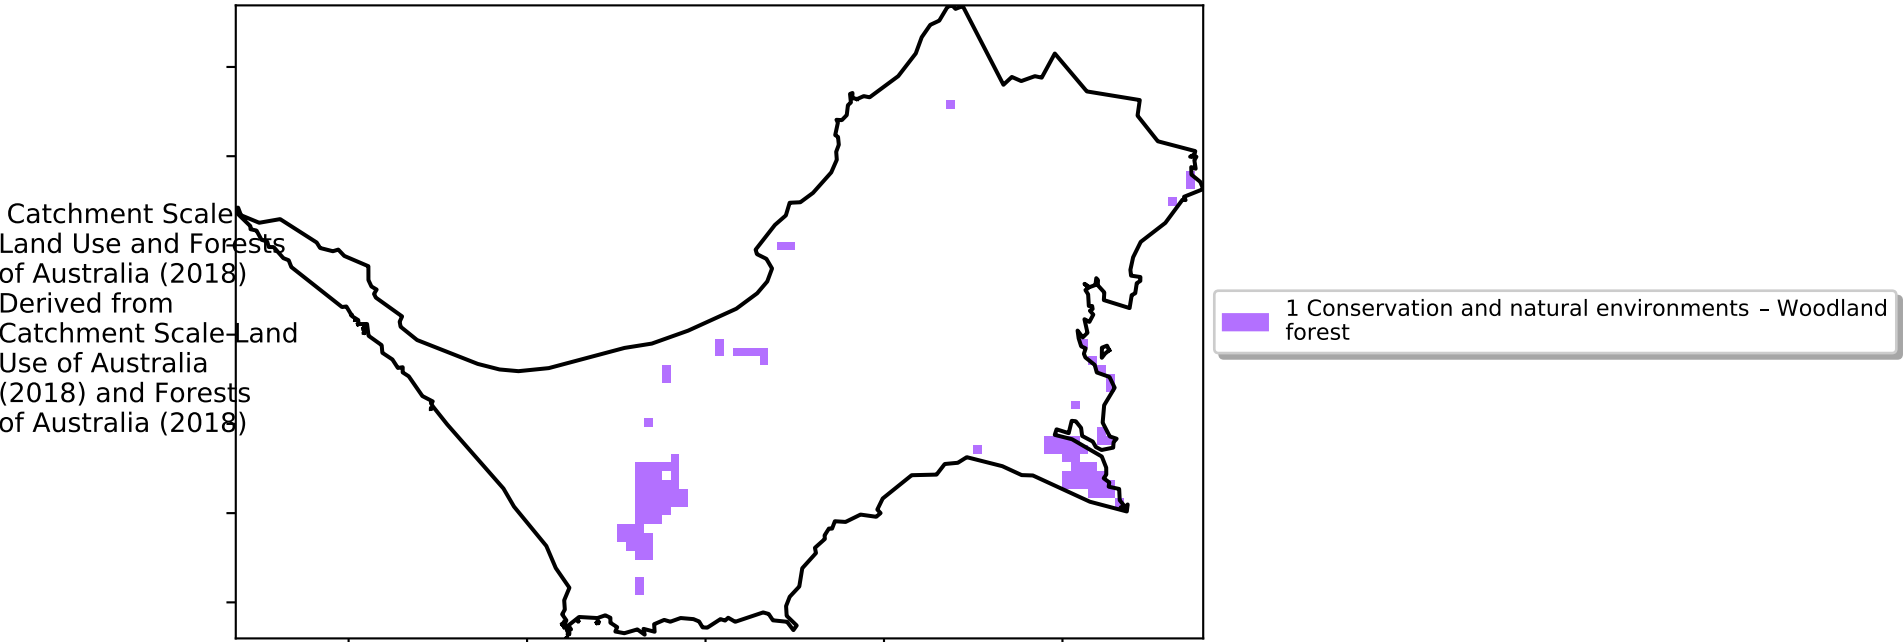 Catchment Scale
Land Use and Forests
of Australia (2018)
Derived from
Catchment Scale Land
Use of Australia
(2018) and Forests
of Australia (2018)
1 Conservation and natural environments – Woodland
forest